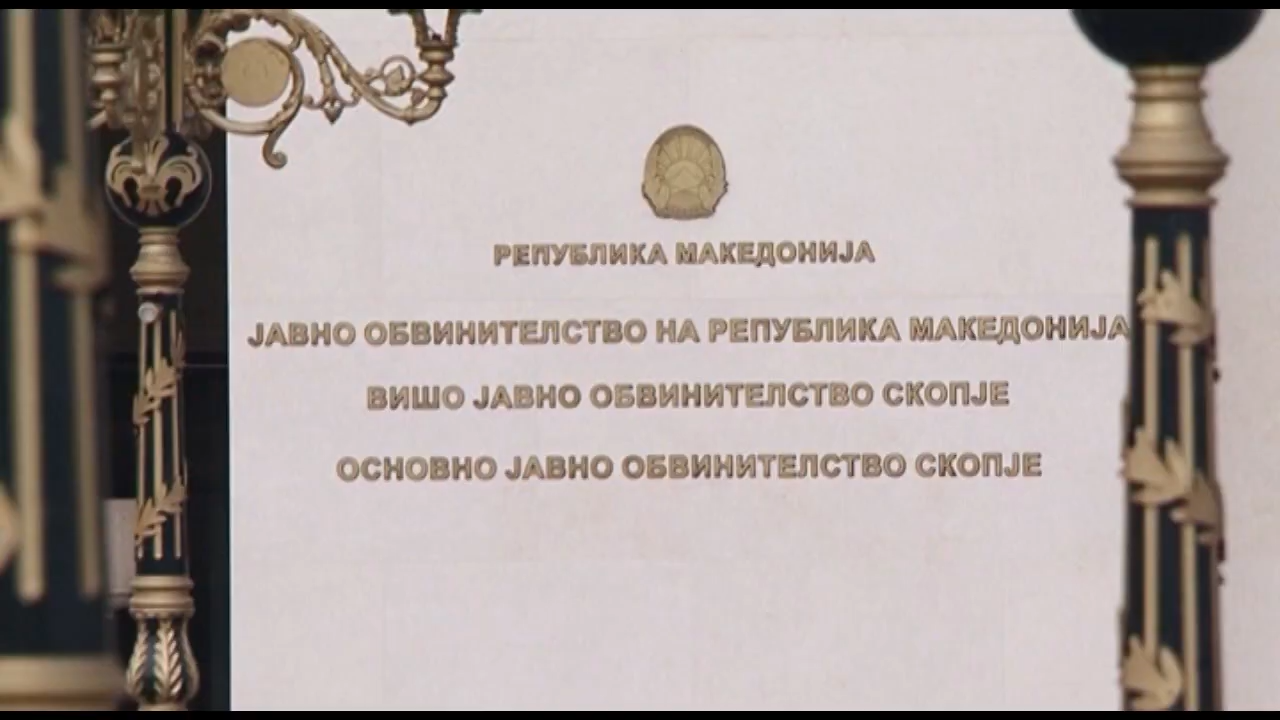 РЕПУБЛИКА МАКЕДОНИЈА
ЈАВНО ОБВИНИТЕЛСТВО НА РЕПУБЛИКА МАКЕДОНИЈА
ВИШО ЈАВНО ОБВИНИТЕЛСТВО СКОПЈЕ
ОСНОВНО ЈАВНО ОБВИНИТЕЛСТВО СКОПЈЕ